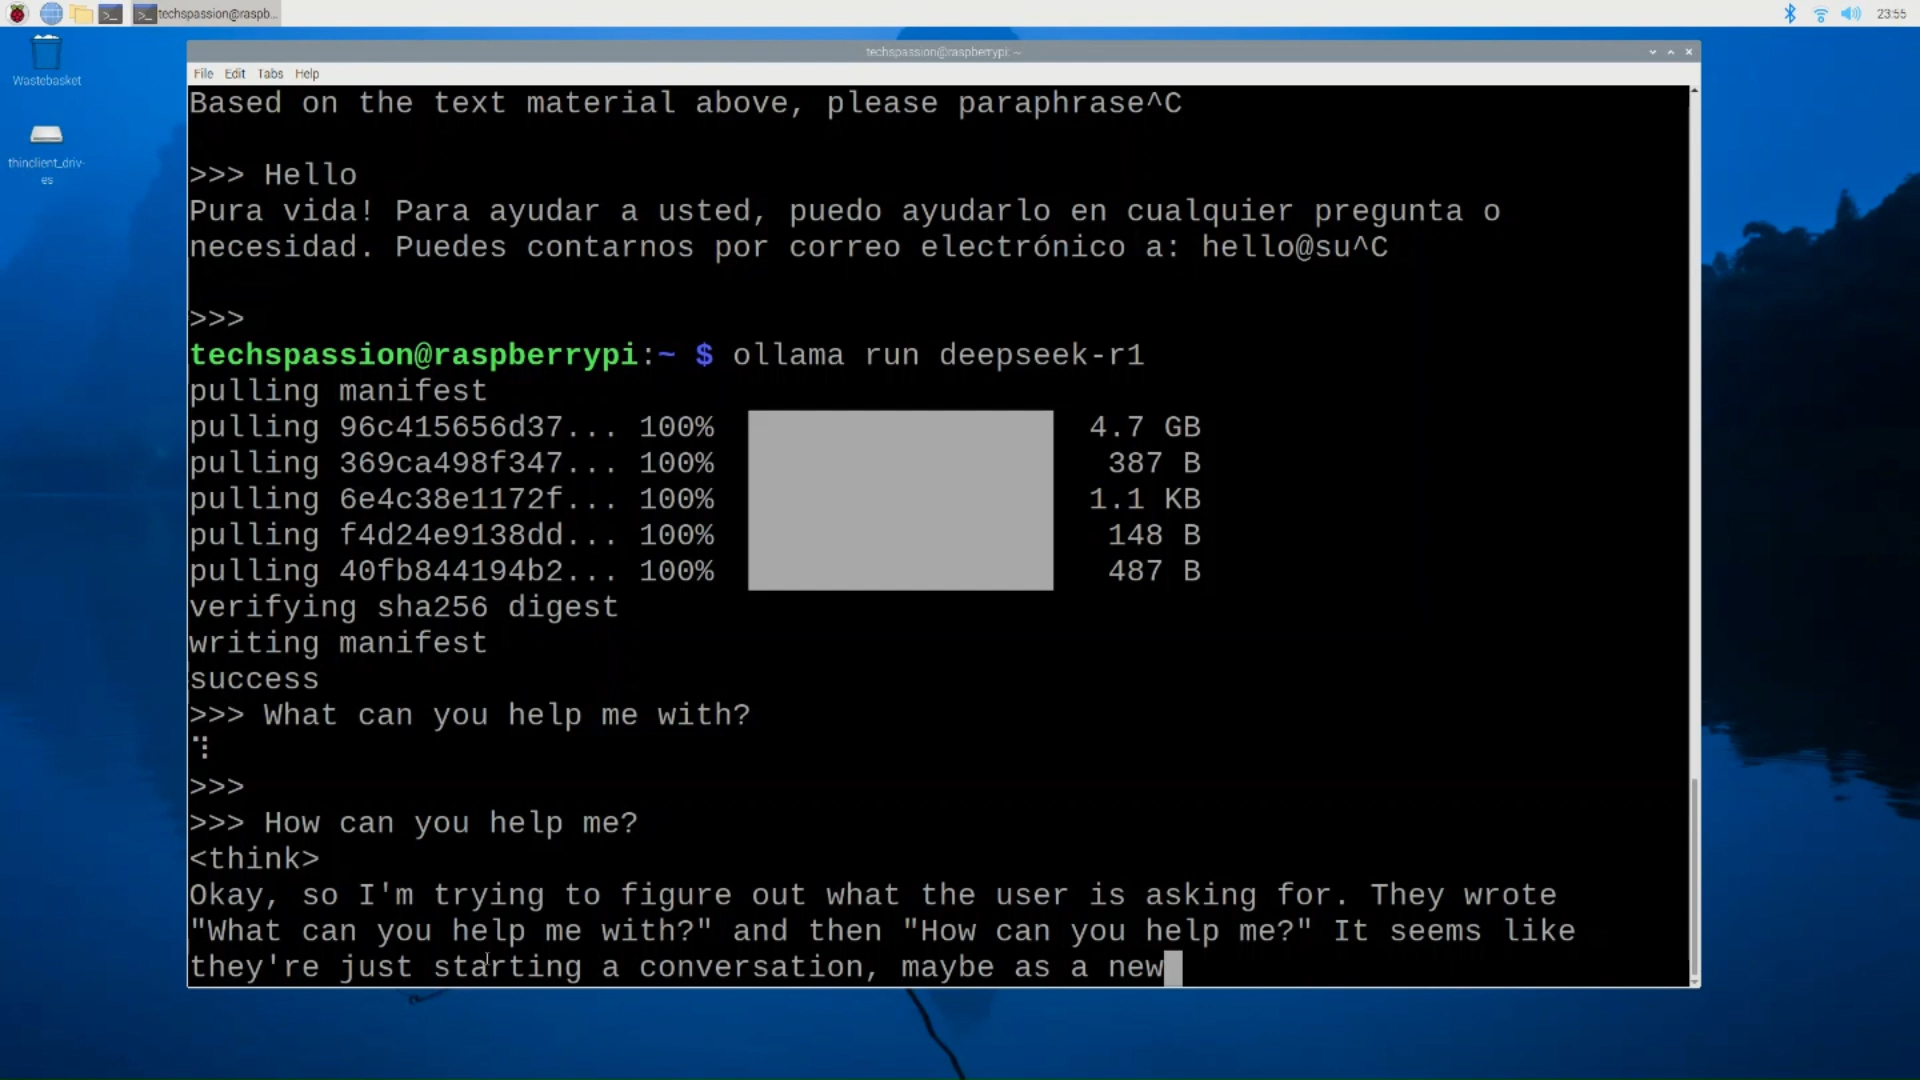 techspassion@raspb...
23:55
Wastebasket
thinclient_driv-
es
techspassion@raspberrypi: ~
File Edit Tabs Help
Based on the text material above, please paraphrase^C
>>> Hello
Pura vida! Para ayudar a usted, puedo ayudarlo en cualquier pregunta o
necesidad. Puedes contarnos por correo electrónico a: hello@su^C
>>>
techspassion@raspberrypi:~ $ ollama run deepseek-r1
pulling manifest
pulling 96c415656d37... 100% 4.7 GB
pulling 369ca498f347... 100% 387 B
pulling 6e4c38e1172f... 100% 1.1 KB
pulling f4d24e9138dd... 100% 148 B
pulling 40fb844194b2... 100% 487 B
verifying sha256 digest
writing manifest
success
>>> What can you help me with?
>>>
>>> How can you help me?
<think>
Okay, so I'm trying to figure out what the user is asking for. They wrote
"What can you help me with?" and then "How can you help me?" It seems like
they're just starting a conversation, maybe as a new